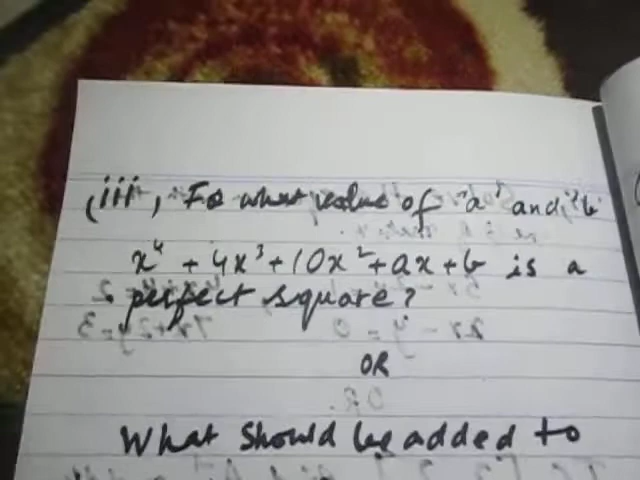 (iii, For what value of 'a' and 'b'
x⁴ + 4x³ + 10x² + ax + b is a
perfect square?
OR
What should be added to